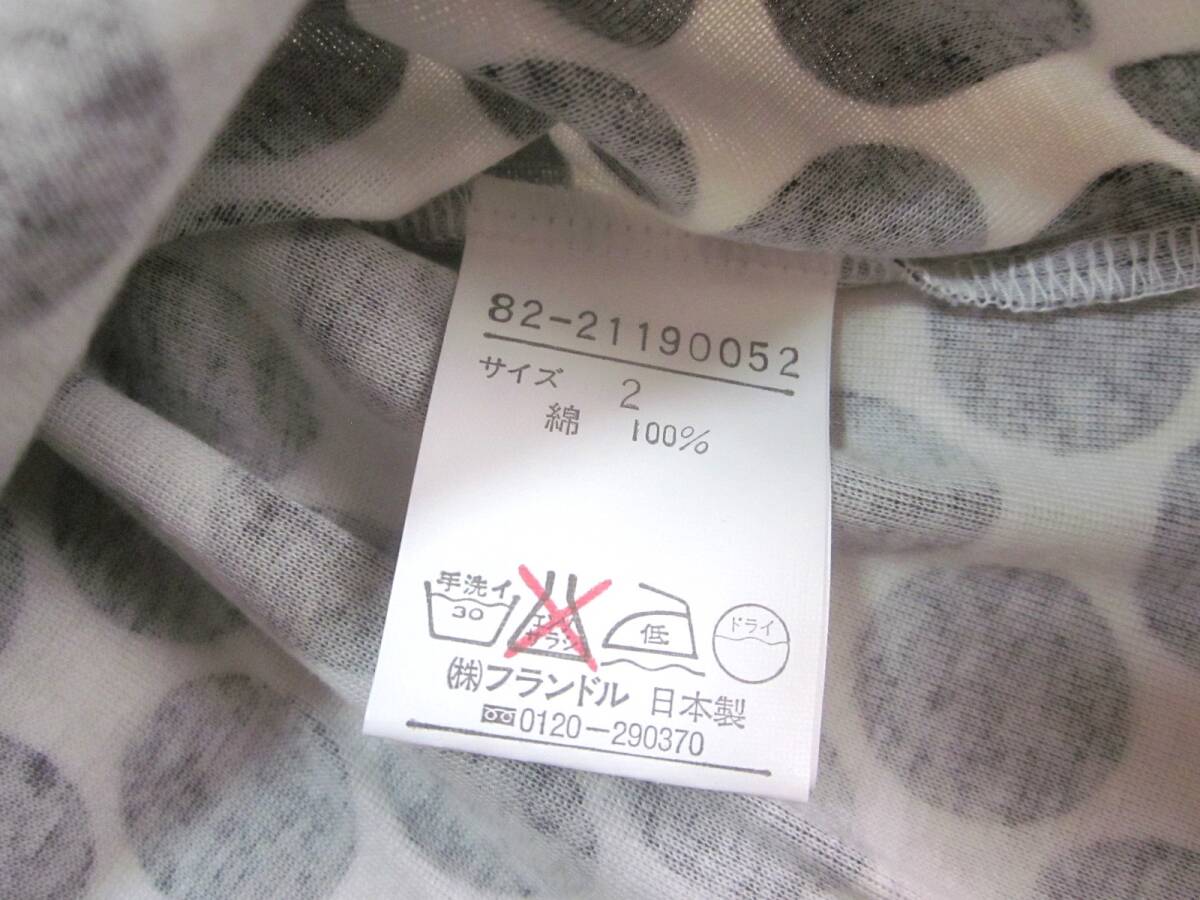 82-21190052
サイズ 2
綿 100%
手洗イ
30
エンソ
サラシ
低
ドライ
(株)フランドル 日本製
0120-290370